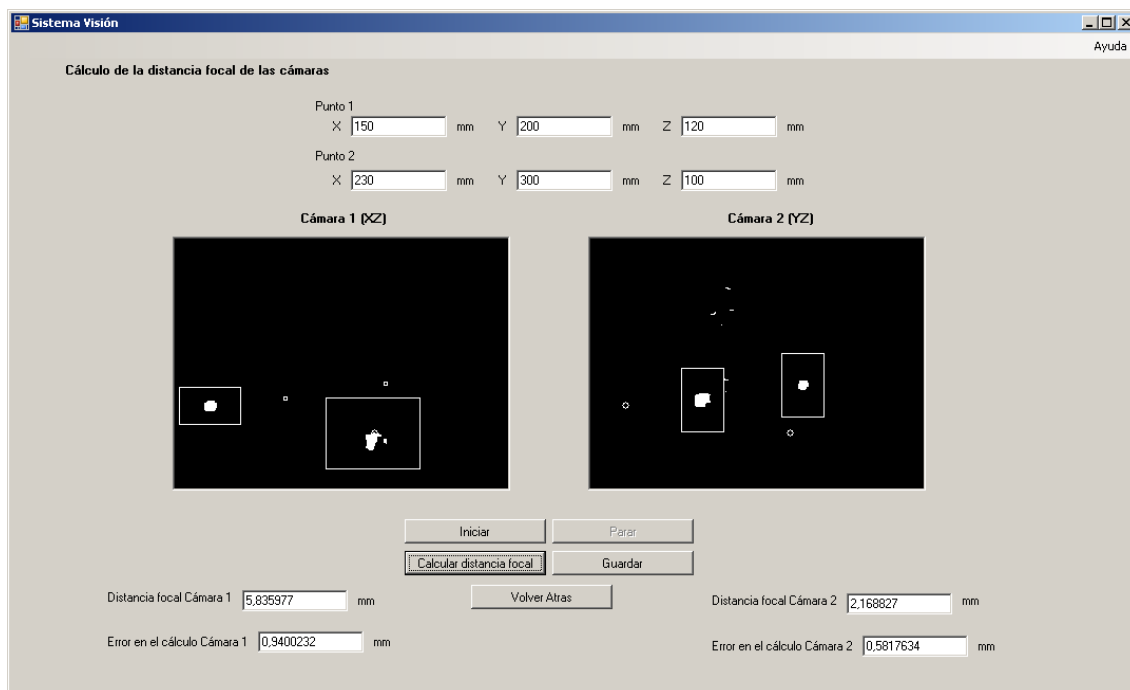 Sistema Visión
Ayuda
Cálculo de la distancia focal de las cámaras
Punto 1
X 150 mm Y 200 mm Z 120 mm
Punto 2
X 230 mm Y 300 mm Z 100 mm
Cámara 1 (XZ) Cámara 2 (YZ)
Iniciar Parar
Calcular distancia focal Guardar
Distancia focal Cámara 1 5,835977 mm Volver Atras Distancia focal Cámara 2 2,168827 mm
Error en el cálculo Cámara 1 0,9400232 mm Error en el cálculo Cámara 2 0,5817634 mm